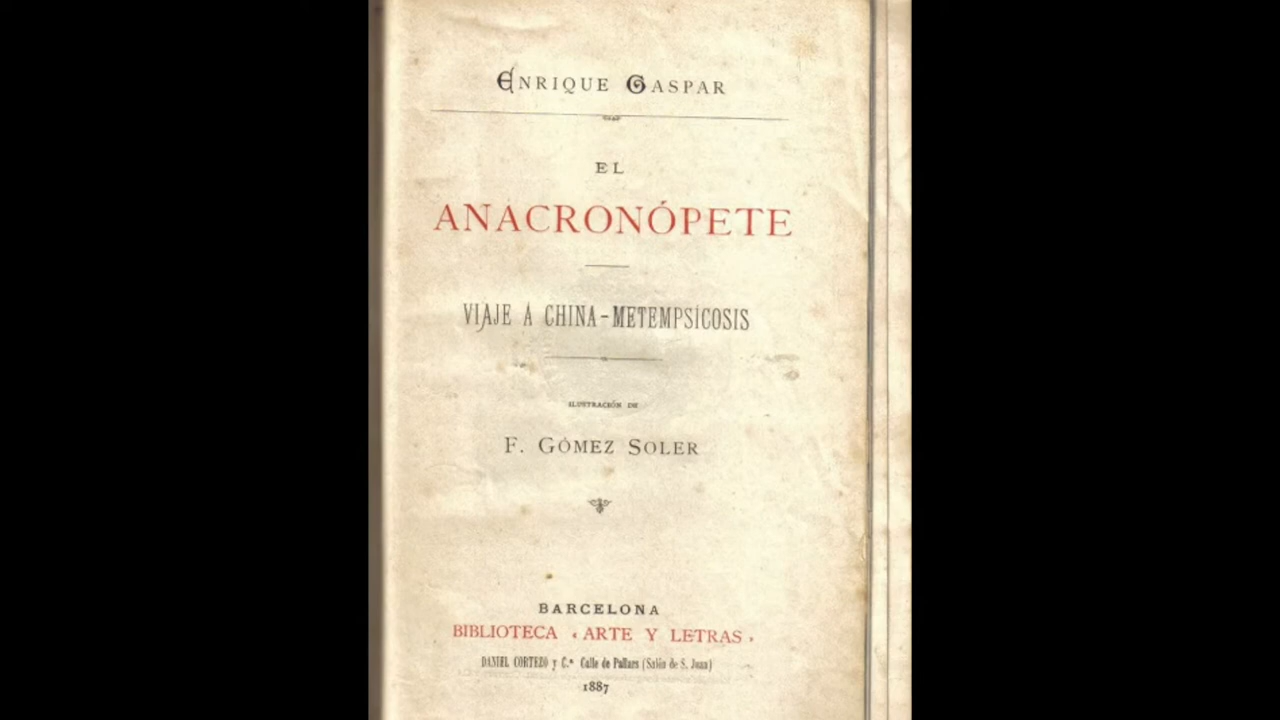 ENRIQUE GASPAR
EL
ANACRONÓPETE
VIAJE A CHINA-METEMPSICOSIS
ILUSTRACIÓN DE
F. GÓMEZ SOLER
BARCELONA
BIBLIOTECA «ARTE Y LETRAS»
DANIEL CORTEZO y C.ª Calle de Pallars (Salón de S. Juan)
1887